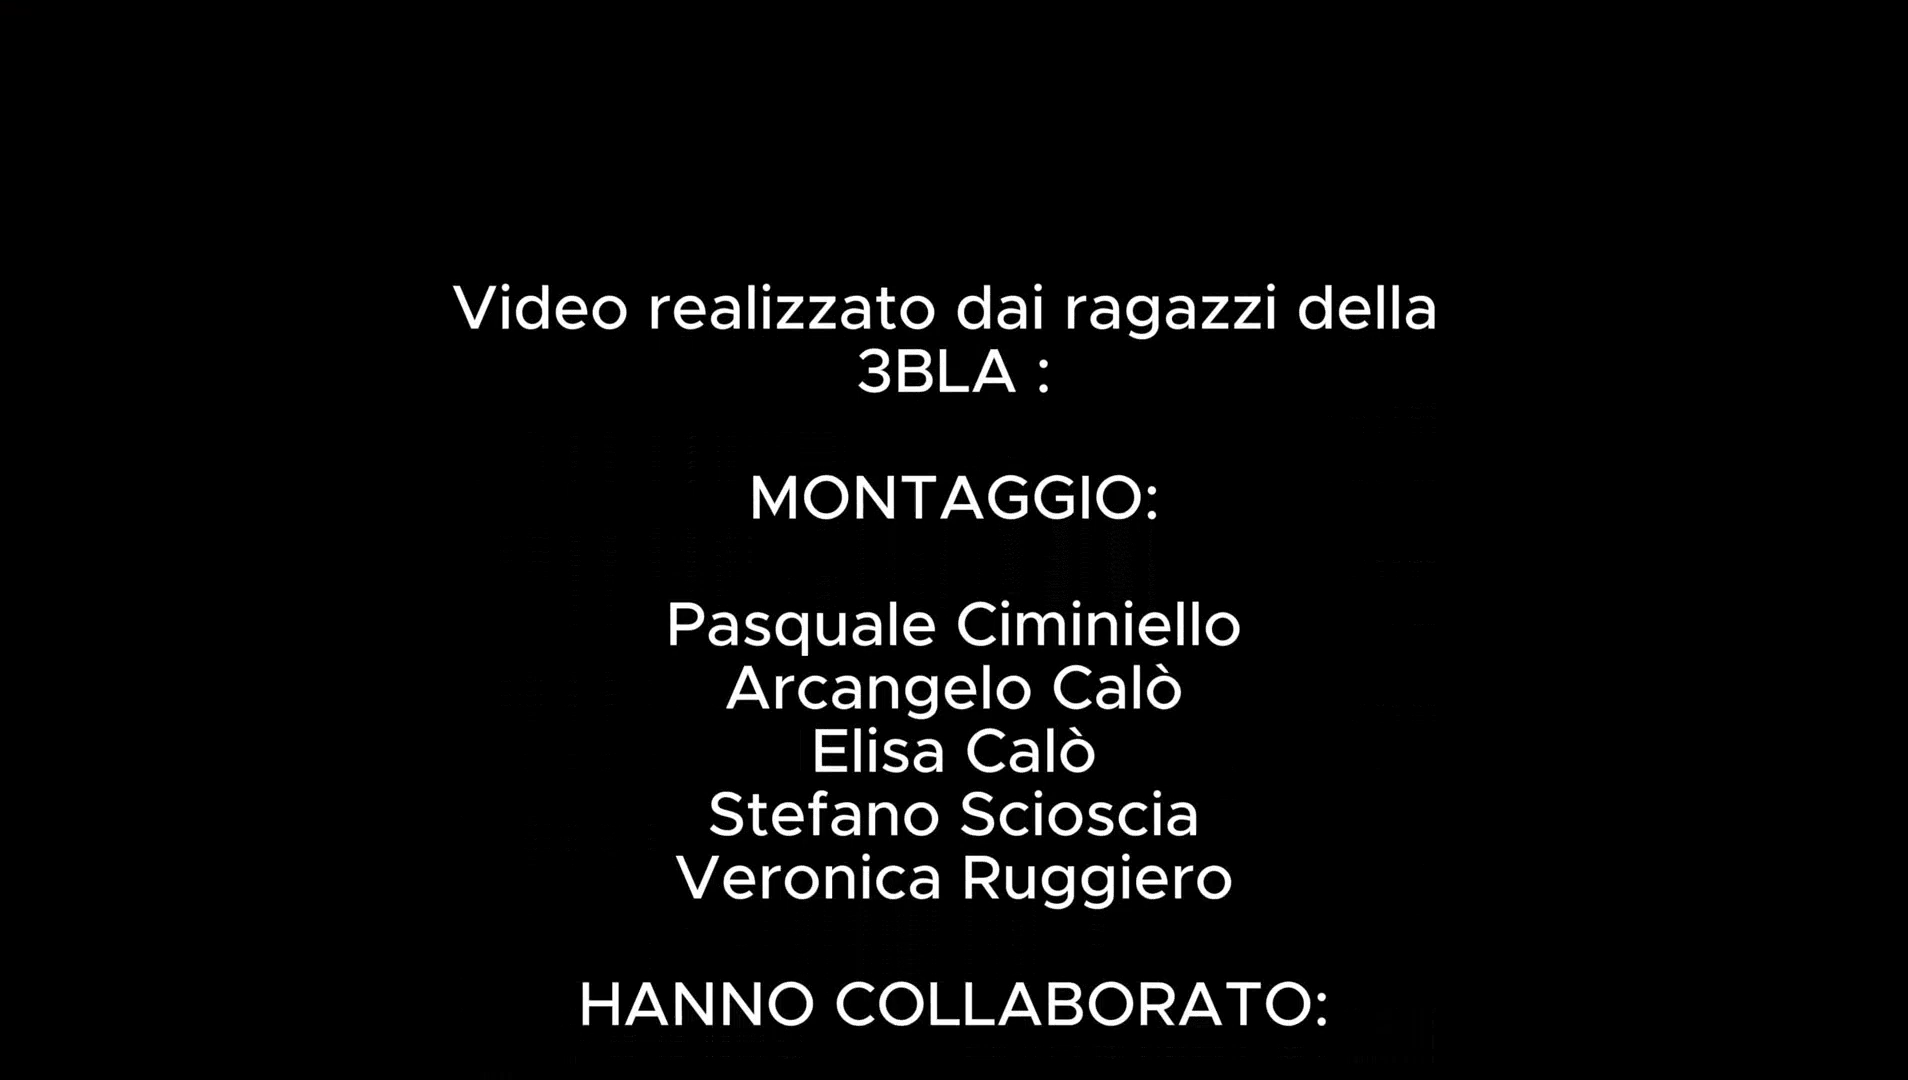 Video realizzato dai ragazzi della
3BLA :
MONTAGGIO:
Pasquale Ciminiello
Arcangelo Calò
Elisa Calò
Stefano Scioscia
Veronica Ruggiero
HANNO COLLABORATO: